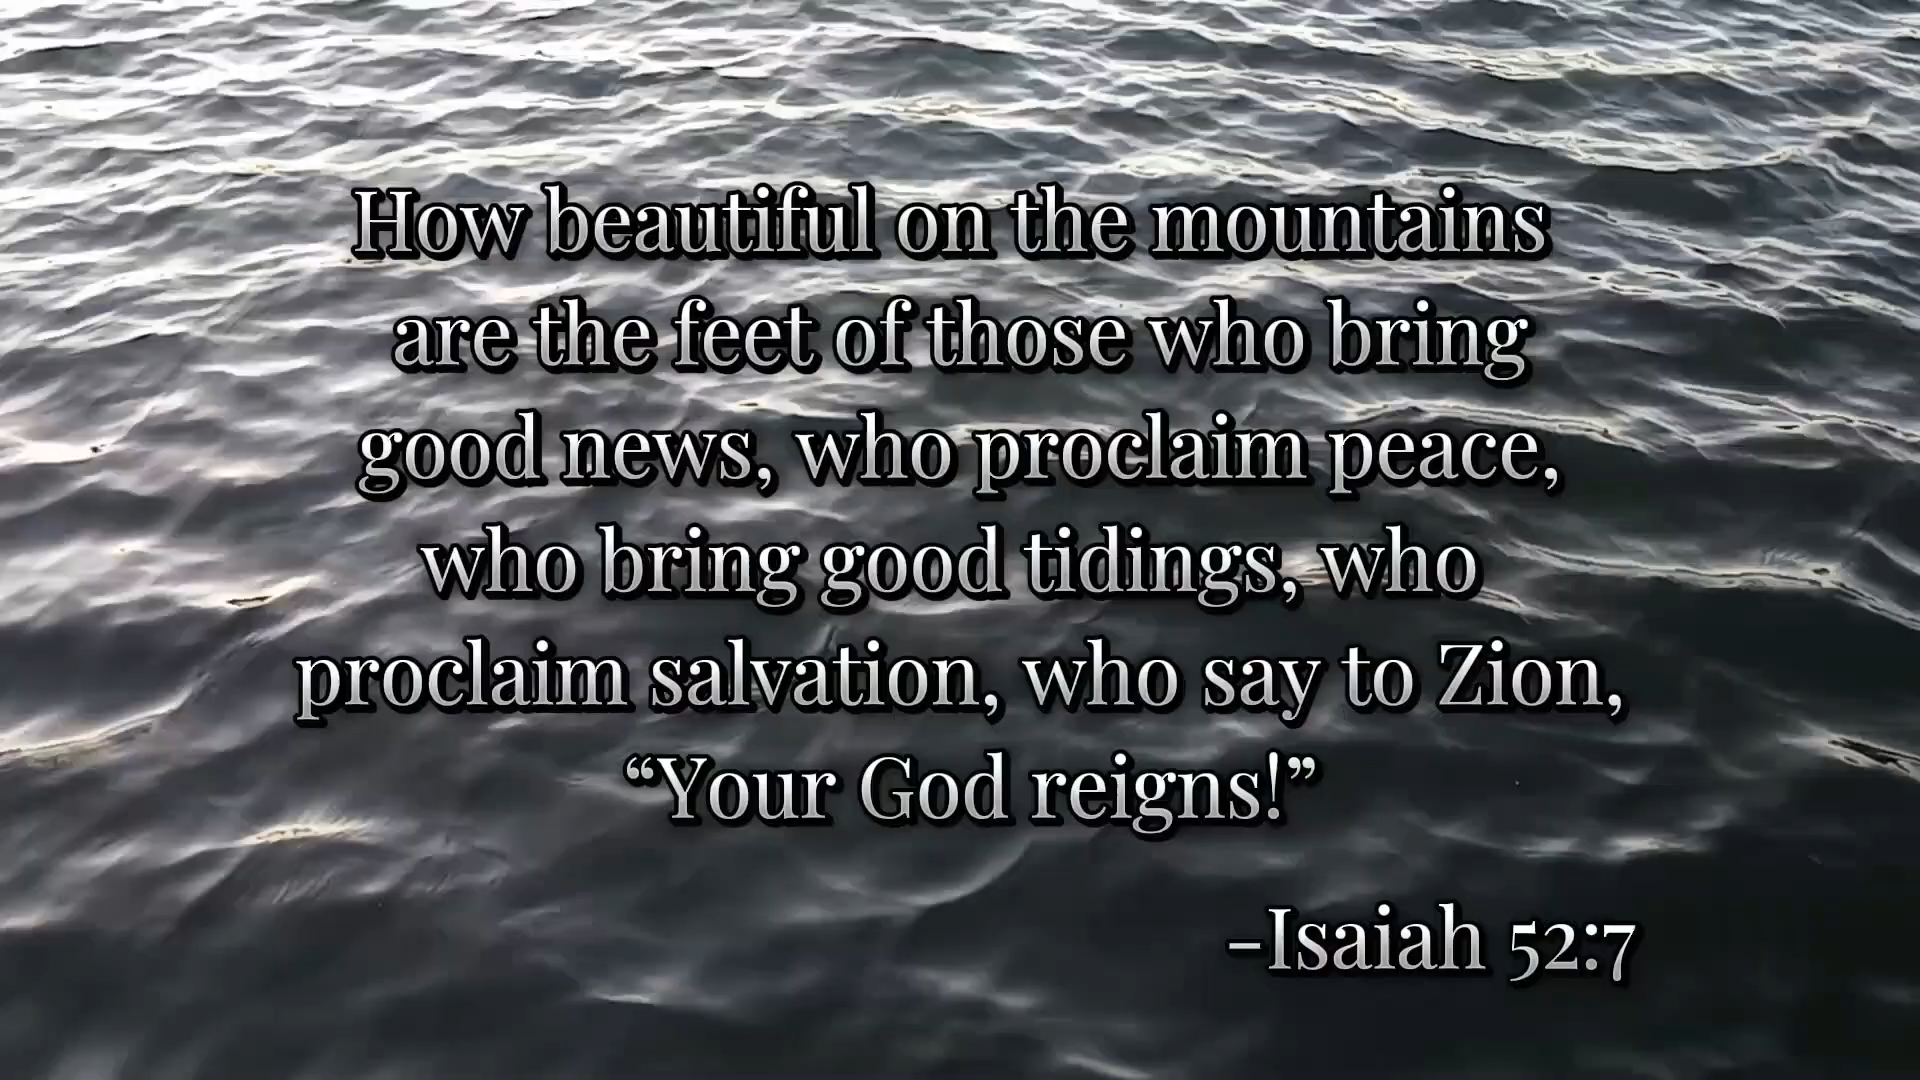 How beautiful on the mountains
are the feet of those who bring
good news, who proclaim peace,
who bring good tidings, who
proclaim salvation, who say to Zion,
“Your God reigns!”
-Isaiah 52:7